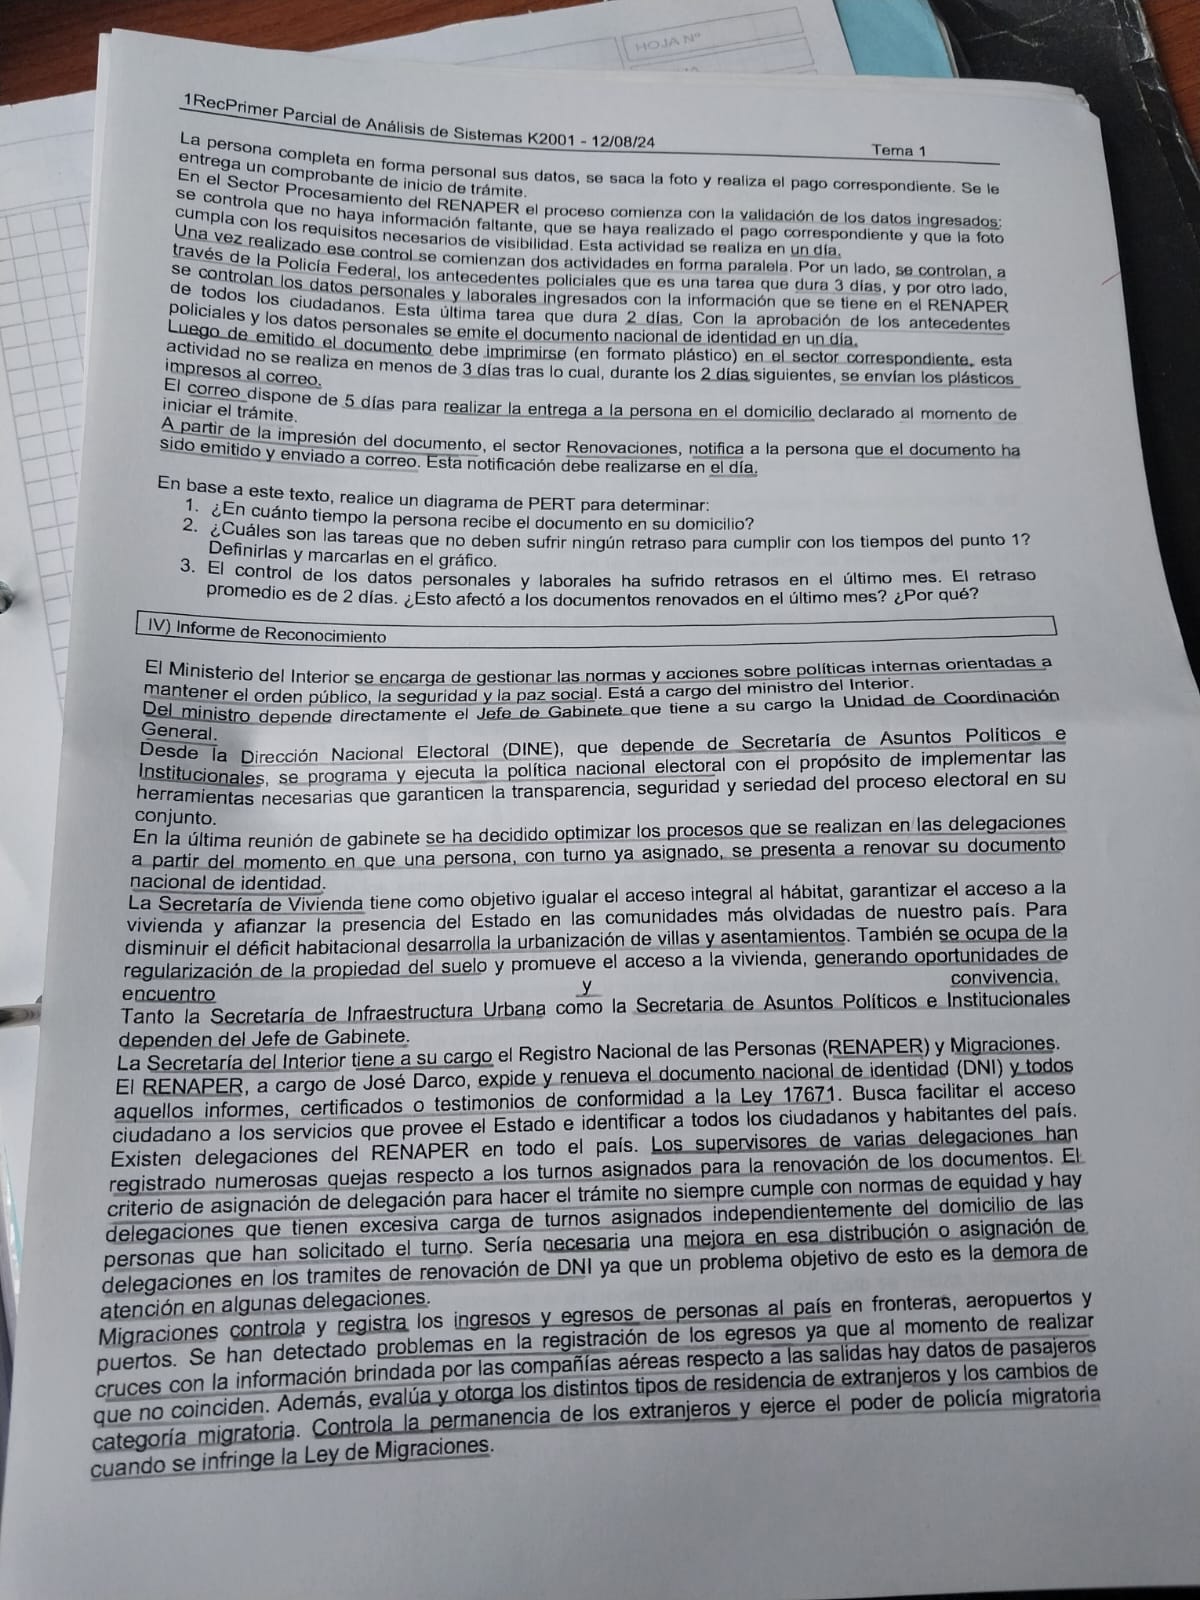 HOJA N°
1RecPrimer Parcial de Análisis de Sistemas K2001 - 12/08/24
Tema 1
La persona completa en forma personal sus datos, se saca la foto y realiza el pago correspondiente. Se le
entrega un comprobante de inicio de trámite.
En el Sector Procesamiento del RENAPER el proceso comienza con la validación de los datos ingresados:
se controla que no haya información faltante, que se haya realizado el pago correspondiente y que la foto
cumpla con los requisitos necesarios de visibilidad. Esta actividad se realiza en un día.
Una vez realizado ese control se comienzan dos actividades en forma paralela. Por un lado, se controlan, a
través de la Policía Federal, los antecedentes policiales que es una tarea que dura 3 días, y por otro lado,
se controlan los datos personales y laborales ingresados con la información que se tiene en el RENAPER
de todos los ciudadanos. Esta última tarea que dura 2 días. Con la aprobación de los antecedentes
policiales y los datos personales se emite el documento nacional de identidad en un día.
Luego de emitido el documento debe imprimirse (en formato plástico) en el sector correspondiente, esta
actividad no se realiza en menos de 3 días tras lo cual, durante los 2 días siguientes, se envían los plásticos
impresos al correo.
El correo dispone de 5 días para realizar la entrega a la persona en el domicilio declarado al momento de
iniciar el trámite.
A partir de la impresión del documento, el sector Renovaciones, notifica a la persona que el documento ha
sido emitido y enviado a correo. Esta notificación debe realizarse en el día.
En base a este texto, realice un diagrama de PERT para determinar:
1. ¿En cuánto tiempo la persona recibe el documento en su domicilio?
2. ¿Cuáles son las tareas que no deben sufrir ningún retraso para cumplir con los tiempos del punto 1?
Definirlas y marcarlas en el gráfico.
3. El control de los datos personales y laborales ha sufrido retrasos en el último mes. El retraso
promedio es de 2 días. ¿Esto afectó a los documentos renovados en el último mes? ¿Por qué?
IV) Informe de Reconocimiento
El Ministerio del Interior se encarga de gestionar las normas y acciones sobre políticas internas orientadas a
mantener el orden público, la seguridad y la paz social. Está a cargo del ministro del Interior.
Del ministro depende directamente el Jefe de Gabinete que tiene a su cargo la Unidad de Coordinación
General.
Desde la Dirección Nacional Electoral (DINE), que depende de Secretaría de Asuntos Políticos e
Institucionales, se programa y ejecuta la política nacional electoral con el propósito de implementar las
herramientas necesarias que garanticen la transparencia, seguridad y seriedad del proceso electoral en su
conjunto.
En la última reunión de gabinete se ha decidido optimizar los procesos que se realizan en las delegaciones
a partir del momento en que una persona, con turno ya asignado, se presenta a renovar su documento
nacional de identidad.
La Secretaría de Vivienda tiene como objetivo igualar el acceso integral al hábitat, garantizar el acceso a la
vivienda y afianzar la presencia del Estado en las comunidades más olvidadas de nuestro país. Para
disminuir el déficit habitacional desarrolla la urbanización de villas y asentamientos. También se ocupa de la
regularización de la propiedad del suelo y promueve el acceso a la vivienda, generando oportunidades de
encuentro y convivencia.
Tanto la Secretaría de Infraestructura Urbana como la Secretaria de Asuntos Políticos e Institucionales
dependen del Jefe de Gabinete.
La Secretaría del Interior tiene a su cargo el Registro Nacional de las Personas (RENAPER) y Migraciones.
El RENAPER, a cargo de José Darco, expide y renueva el documento nacional de identidad (DNI) y todos
aquellos informes, certificados o testimonios de conformidad a la Ley 17671. Busca facilitar el acceso
ciudadano a los servicios que provee el Estado e identificar a todos los ciudadanos y habitantes del país.
Existen delegaciones del RENAPER en todo el país. Los supervisores de varias delegaciones han
registrado numerosas quejas respecto a los turnos asignados para la renovación de los documentos. El
criterio de asignación de delegación para hacer el trámite no siempre cumple con normas de equidad y hay
delegaciones que tienen excesiva carga de turnos asignados independientemente del domicilio de las
personas que han solicitado el turno. Sería necesaria una mejora en esa distribución o asignación de
delegaciones en los tramites de renovación de DNI ya que un problema objetivo de esto es la demora de
atención en algunas delegaciones.
Migraciones controla y registra los ingresos y egresos de personas al país en fronteras, aeropuertos y
puertos. Se han detectado problemas en la registración de los egresos ya que al momento de realizar
cruces con la información brindada por las compañías aéreas respecto a las salidas hay datos de pasajeros
que no coinciden. Además, evalúa y otorga los distintos tipos de residencia de extranjeros y los cambios de
categoría migratoria. Controla la permanencia de los extranjeros y ejerce el poder de policía migratoria
cuando se infringe la Ley de Migraciones.